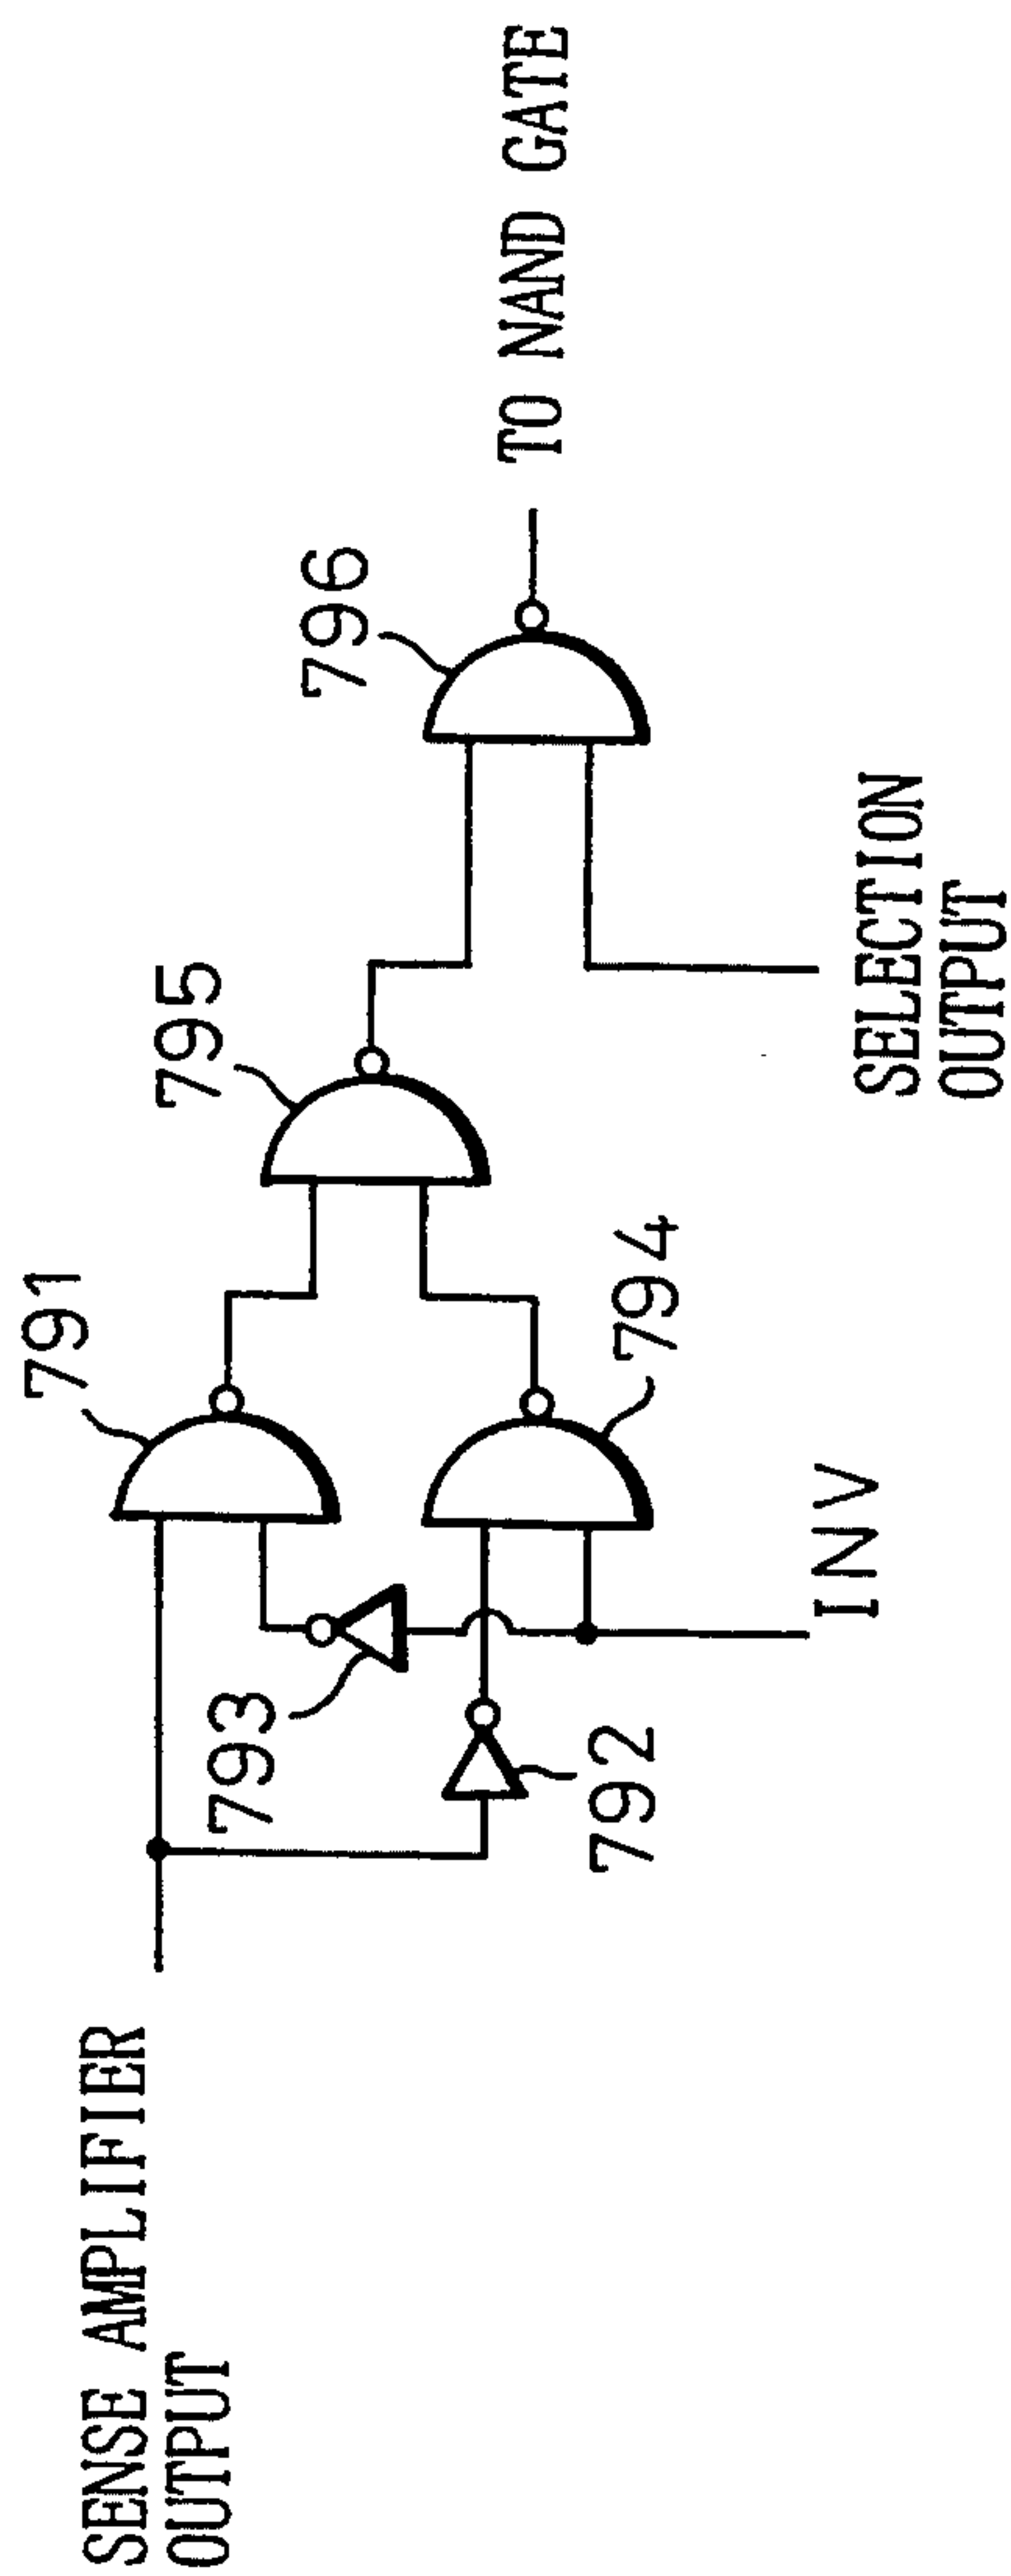 SENSE AMPLIFIER
OUTPUT
791
793
792
INV
794
795
SELECTION
OUTPUT
796
TO NAND GATE